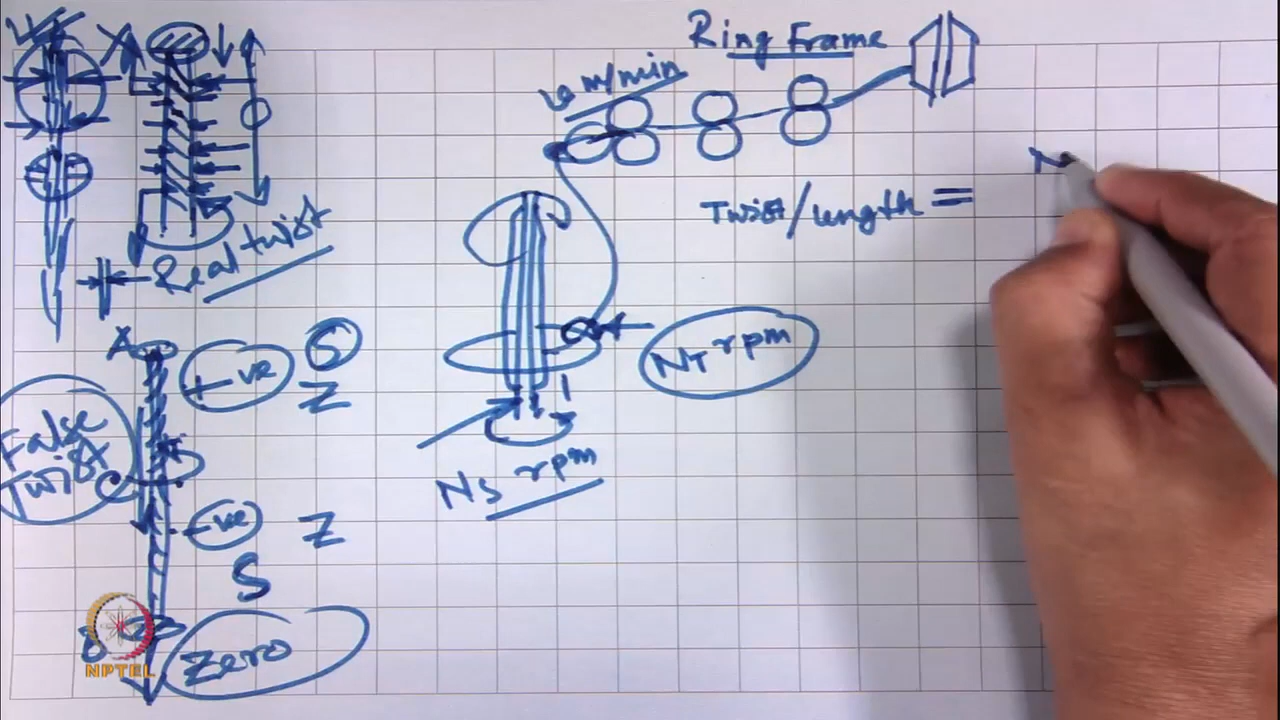 Ring Frame
m/min
Twist/length =
N
Real twist
NT rpm
NS rpm
A
+ve
S
Z
False
Twist
-ve
Z
S
B
Zero
NPTEL